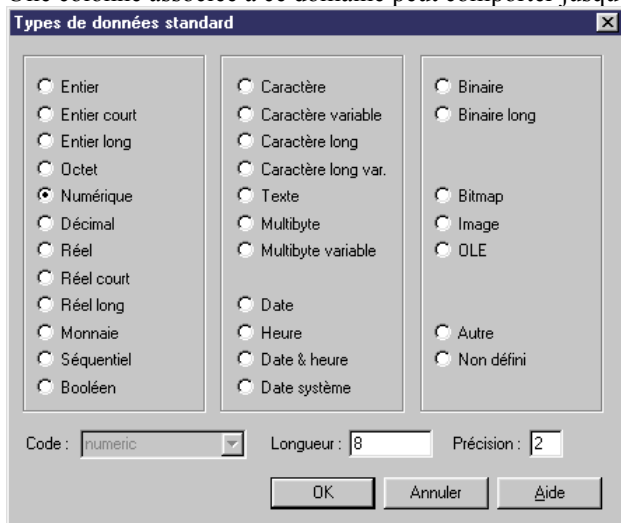 Une colonne associée à ce domaine peut comporter jusqu
Types de données standard
Entier
Entier court
Entier long
Octet
Numérique
Décimal
Réel
Réel court
Réel long
Monnaie
Séquentiel
Booléen
Caractère
Caractère variable
Caractère long
Caractère long var.
Texte
Multibyte
Multibyte variable
Date
Heure
Date & heure
Date système
Binaire
Binaire long
Bitmap
Image
OLE
Autre
Non défini
Code : numeric Longueur : 8 Précision : 2
OK Annuler Aide